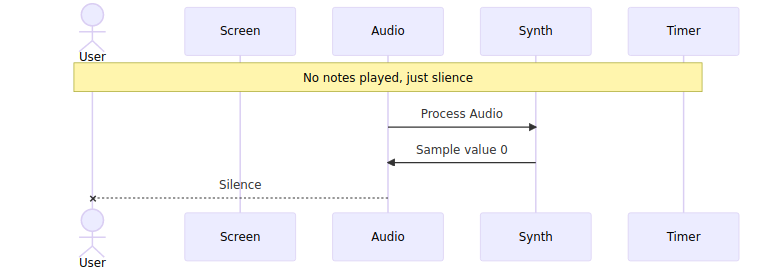 User
Screen
Audio
Synth
Timer
No notes played, just slience
Process Audio
Sample value 0
Silence
User
Screen
Audio
Synth
Timer